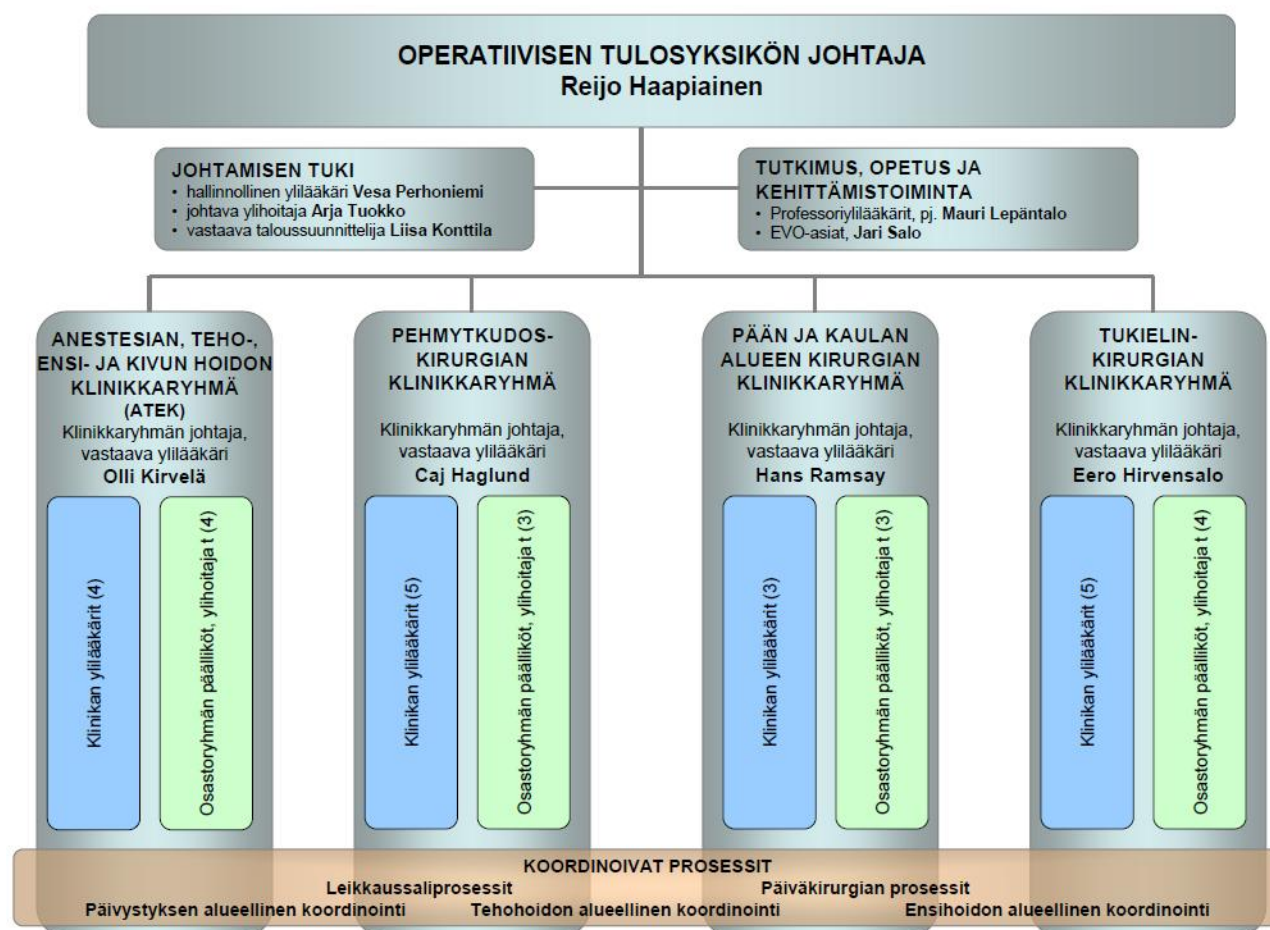 OPERATIIVISEN TULOSYKSIKÖN JOHTAJA
Reijo Haapiainen
JOHTAMISEN TUKI
• hallinnollinen ylilääkäri Vesa Perhoniemi
• johtava ylihoitaja Arja Tuokko
• vastaava taloussuunnittelija Liisa Konttila
TUTKIMUS, OPETUS JA
KEHITTÄMISTOIMINTA
• Professoriylilääkärit, pj. Mauri Lepäntalo
• EVO-asiat, Jari Salo
ANESTESIAN, TEHO-,
ENSI- JA KIVUN HOIDON
KLINIKKARYHMÄ
(ATEK)
Klinikkaryhmän johtaja,
vastaava ylilääkäri
Olli Kirvelä
Klinikan ylilääkärit (4)
Osastoryhmän päälliköt, ylihoitaja t (4)
PEHMYTKUDOS-
KIRURGIAN
KLINIKKARYHMÄ
Klinikkaryhmän johtaja,
vastaava ylilääkäri
Caj Haglund
Klinikan ylilääkärit (5)
Osastoryhmän päälliköt, ylihoitaja t (3)
PÄÄN JA KAULAN
ALUEEN KIRURGIAN
KLINIKKARYHMÄ
Klinikkaryhmän johtaja,
vastaava ylilääkäri
Hans Ramsay
Klinikan ylilääkärit (3)
Osastoryhmän päälliköt, ylihoitaja t (3)
TUKIELIN-
KIRURGIAN
KLINIKKARYHMÄ
Klinikkaryhmän johtaja,
vastaava ylilääkäri
Eero Hirvensalo
Klinikan ylilääkärit (5)
Osastoryhmän päälliköt, ylihoitaja t (4)
KOORDINOIVAT PROSESSIT
Leikkaussaliprosessit Päiväkirurgian prosessit
Päivystyksen alueellinen koordinointi Tehohoidon alueellinen koordinointi Ensihoidon alueellinen koordinointi